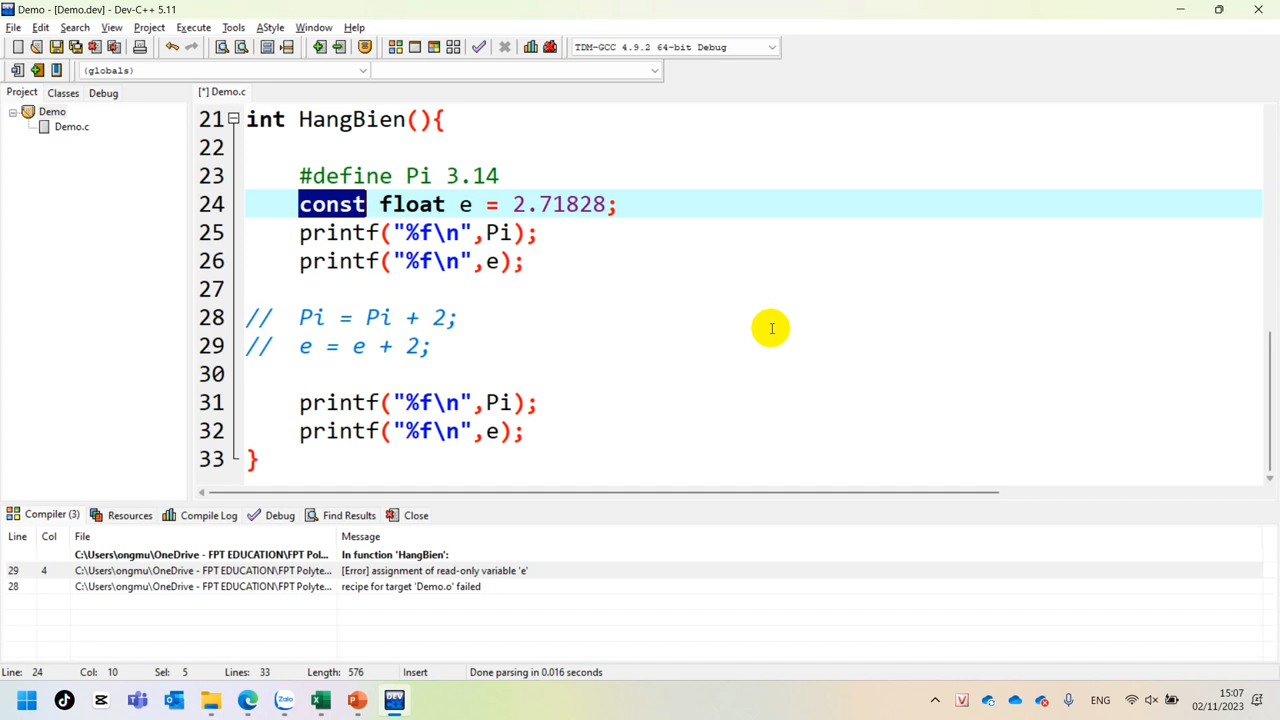 Demo - [Demo.dev] - Dev-C++ 5.11
File Edit Search View Project Execute Tools AStyle Window Help
TDM-GCC 4.9.2 64-bit Debug
(globals)
Project Classes Debug
[*] Demo.c
Demo
Demo.c
21 int HangBien(){
22
23 #define Pi 3.14
24 const float e = 2.71828;
25 printf("%f\n",Pi);
26 printf("%f\n",e);
27
28 // Pi = Pi + 2;
29 // e = e + 2;
30
31 printf("%f\n",Pi);
32 printf("%f\n",e);
33 }
Compiler (3) Resources Compile Log Debug Find Results Close
Line Col File Message
C:\Users\ongmu\OneDrive - FPT EDUCATION\FPT Pol... In function 'HangBien':
29 4 C:\Users\ongmu\OneDrive - FPT EDUCATION\FPT Polyte... [Error] assignment of read-only variable 'e'
28 C:\Users\ongmu\OneDrive - FPT EDUCATION\FPT Polyte... recipe for target 'Demo.o' failed
Line: 24 Col: 10 Sel: 5 Lines: 33 Length: 576 Insert Done parsing in 0.016 seconds
Zalo
DEV
V
ENG
15:07
02/11/2023